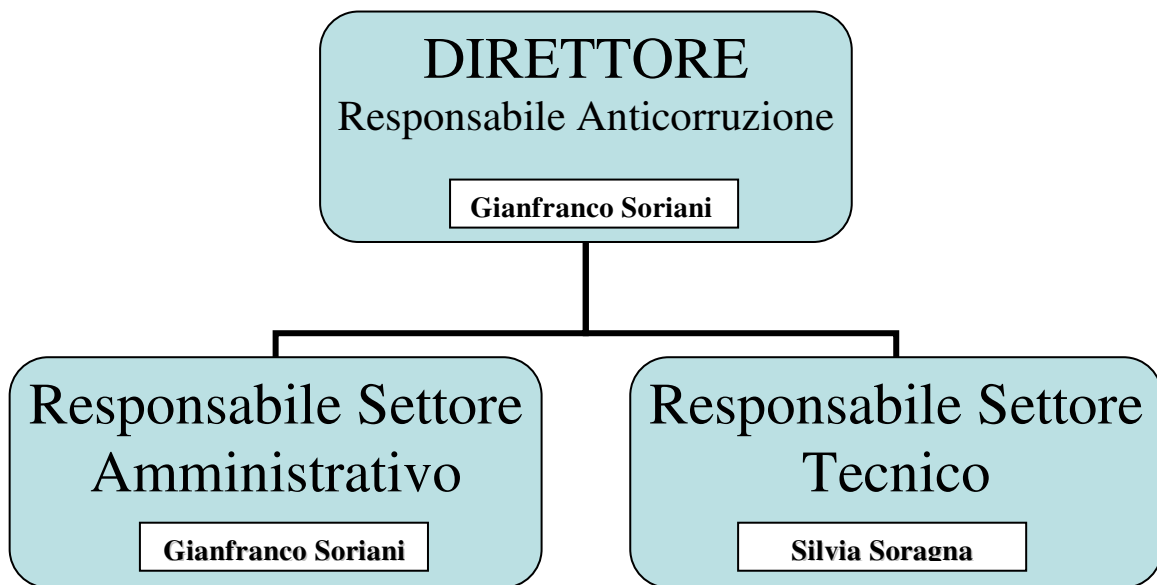 DIRETTORE
Responsabile Anticorruzione
Gianfranco Soriani
Responsabile Settore
Amministrativo
Gianfranco Soriani
Responsabile Settore
Tecnico
Silvia Soragna